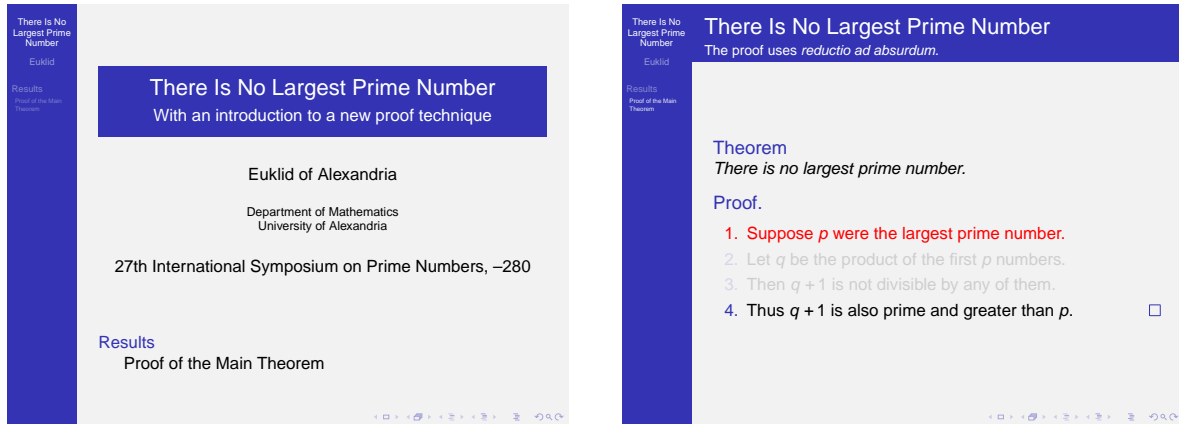 There Is No
Largest Prime
Number
Euklid
Results
Proof of the Main
Theorem
There Is No Largest Prime Number
With an introduction to a new proof technique
Euklid of Alexandria
Department of Mathematics
University of Alexandria
27th International Symposium on Prime Numbers, –280
Results
Proof of the Main Theorem
There Is No
Largest Prime
Number
Euklid
Results
Proof of the Main
Theorem
There Is No Largest Prime Number
The proof uses reductio ad absurdum.
Theorem
There is no largest prime number.
Proof.
1. Suppose p were the largest prime number.
2. Let q be the product of the first p numbers.
3. Then q + 1 is not divisible by any of them.
4. Thus q + 1 is also prime and greater than p. □